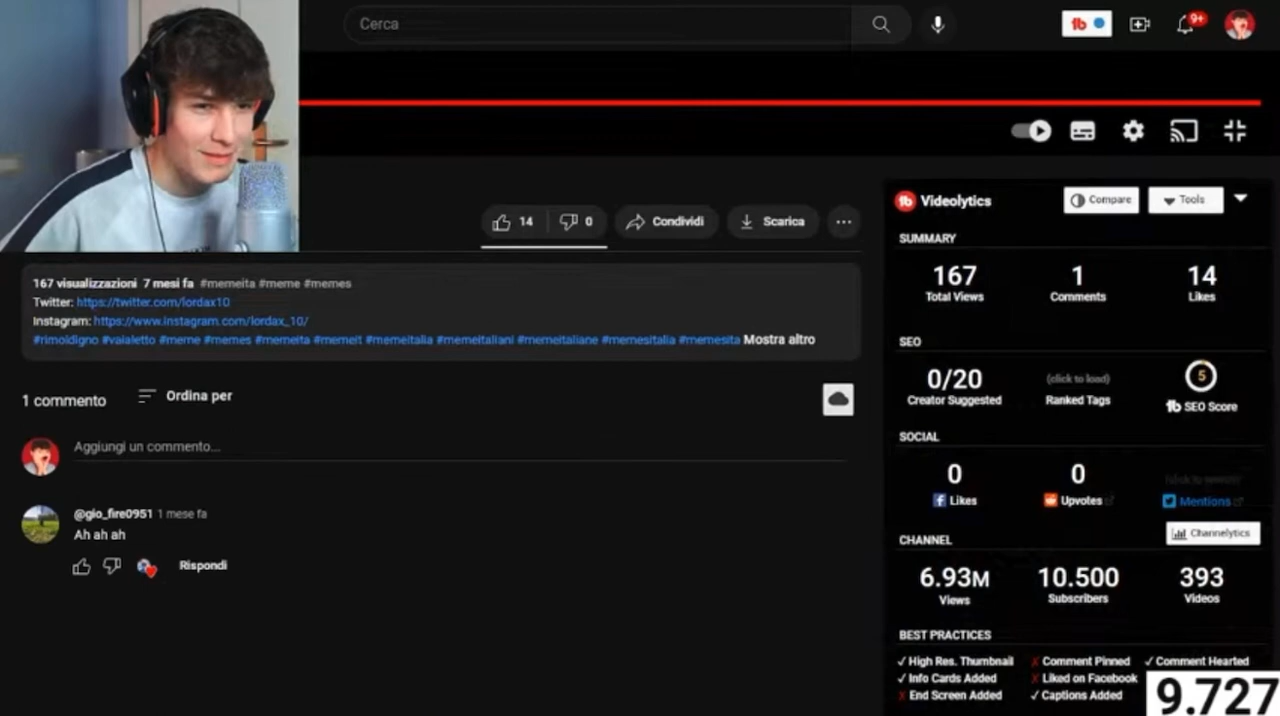 Cerca
9+
14
0
Condividi
Scarica
167 visualizzazioni 7 mesi fa #memeita #meme #memes
Twitter: https://twitter.com/lordax10
Instagram: https://www.instagram.com/lordax_10/
#rimoldigno #vaialetto #meme #memes #memeita #memeit #memeitalia #memeitaliani #memeitaliane #memesitalia #memesita Mostra altro
1 commento
Ordina per
Aggiungi un commento...
@gio_fire0951 1 mese fa
Ah ah ah
Rispondi
Videolytics
Compare
Tools
SUMMARY
167
1
14
Total Views
Comments
Likes
SEO
0/20
(click to load)
5
Creator Suggested
Ranked Tags
SEO Score
SOCIAL
0
0
Likes
Upvotes
Mentions
CHANNEL
Channelytics
6.93M
10.500
393
Views
Subscribers
Videos
BEST PRACTICES
✓ High Res. Thumbnail
✗ Comment Pinned
✓ Comment Hearted
✓ Info Cards Added
✗ Liked on Facebook
✗ End Screen Added
✓ Captions Added
9.727